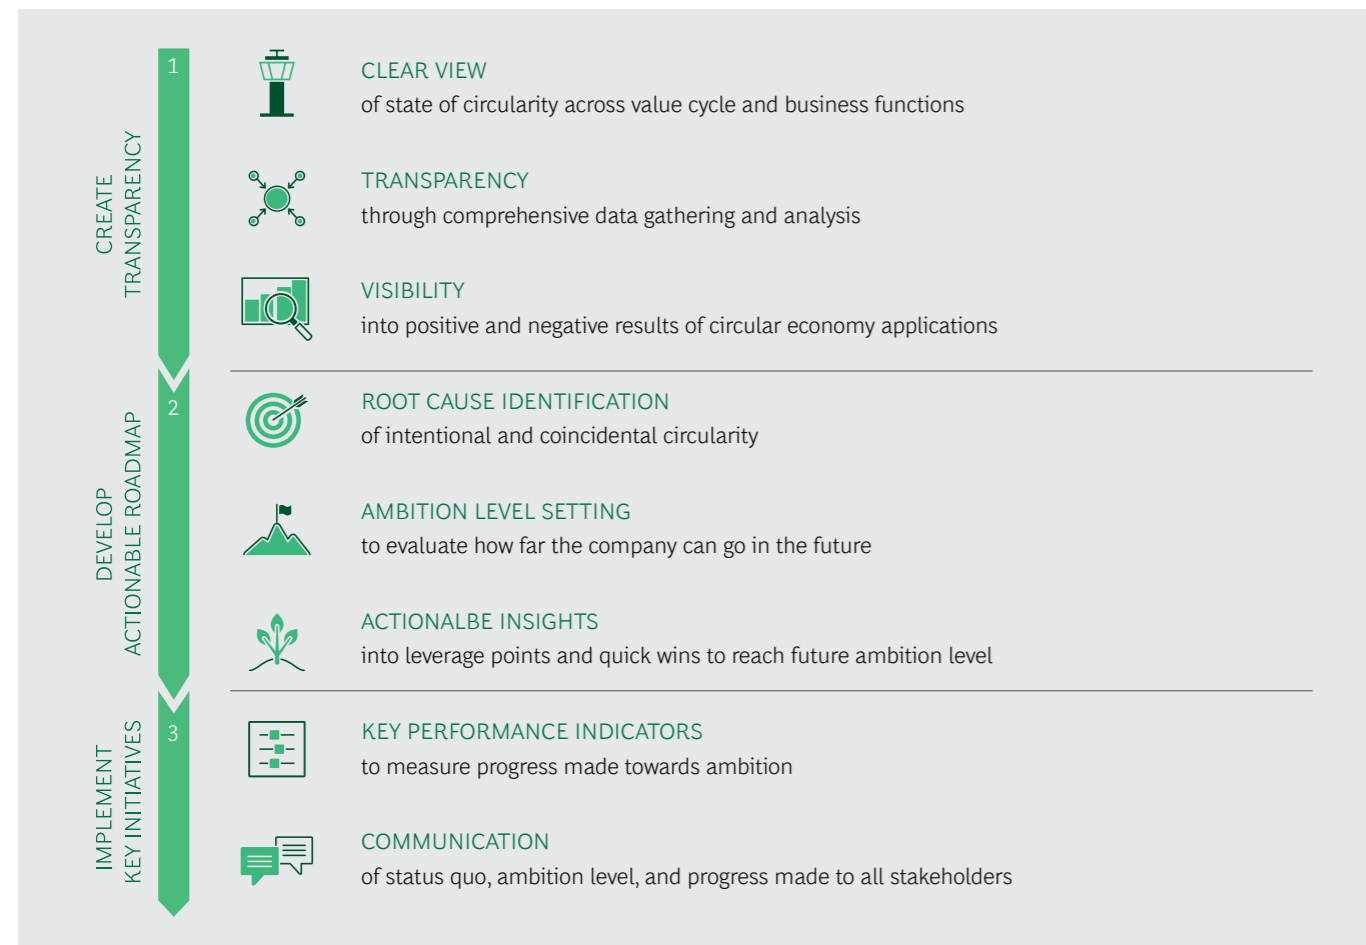 CREATE
TRANSPARENCY
1
CLEAR VIEW
of state of circularity across value cycle and business functions
TRANSPARENCY
through comprehensive data gathering and analysis
VISIBILITY
into positive and negative results of circular economy applications
DEVELOP
ACTIONABLE ROADMAP
2
ROOT CAUSE IDENTIFICATION
of intentional and coincidental circularity
AMBITION LEVEL SETTING
to evaluate how far the company can go in the future
ACTIONALBE INSIGHTS
into leverage points and quick wins to reach future ambition level
IMPLEMENT
KEY INITIATIVES
3
KEY PERFORMANCE INDICATORS
to measure progress made towards ambition
COMMUNICATION
of status quo, ambition level, and progress made to all stakeholders